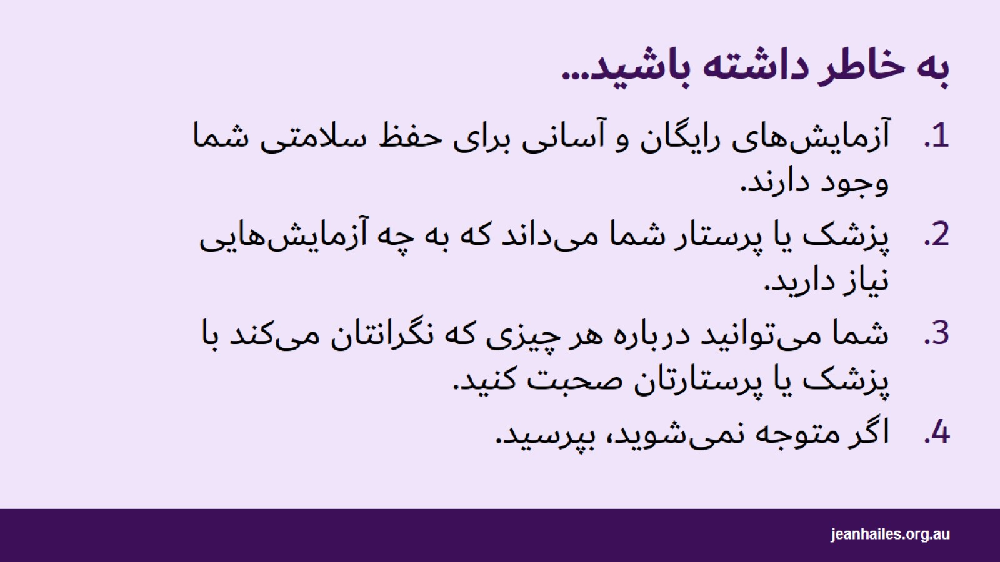 به خاطر داشته باشید...
1. آزمایش‌های رایگان و آسانی برای حفظ سلامتی شما
وجود دارند.
2. پزشک یا پرستار شما می‌داند که به چه آزمایش‌هایی
نیاز دارید.
3. شما می‌توانید درباره هر چیزی که نگرانتان می‌کند با
پزشک یا پرستارتان صحبت کنید.
4. اگر متوجه نمی‌شوید، بپرسید.
jeanhailes.org.au